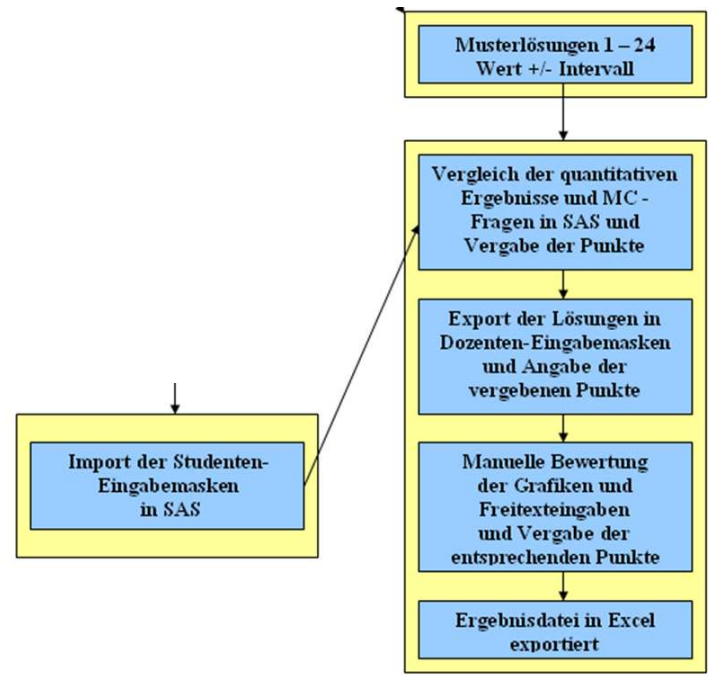 Musterlösungen 1 – 24
Wert +/- Intervall
Vergleich der quantitativen
Ergebnisse und MC -
Fragen in SAS und
Vergabe der Punkte
Export der Lösungen in
Dozenten-Eingabemasken
und Angabe der
vergebenen Punkte
Import der Studenten-
Eingabemasken
in SAS
Manuelle Bewertung
der Grafiken und
Freitexteingaben
und Vergabe der
entsprechenden Punkte
Ergebnisdatei in Excel
exportiert